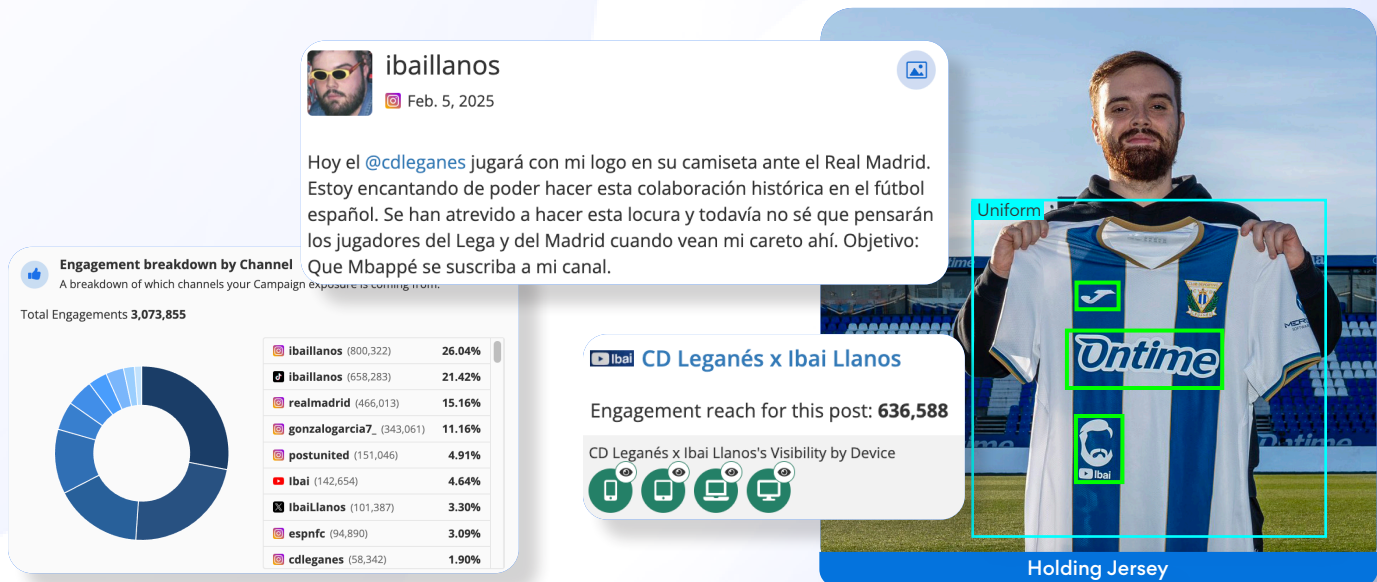 ibaillanos
Feb. 5, 2025
Hoy el @cdleganes jugará con mi logo en su camiseta ante el Real Madrid.
Estoy encantando de poder hacer esta colaboración histórica en el fútbol
español. Se han atrevido a hacer esta locura y todavía no sé que pensarán
los jugadores del Lega y del Madrid cuando vean mi careto ahí. Objetivo:
Que Mbappé se suscriba a mi canal.
Engagement breakdown by Channel
A breakdown of which channels your Campaign exposure is coming from.
Total Engagements 3,073,855
ibaillanos (800,322) 26.04%
ibaillanos (658,283) 21.42%
realmadrid (466,013) 15.16%
gonzalogarcia7_ (343,061) 11.16%
postunited (151,046) 4.91%
Ibai (142,654) 4.64%
IbaiLlanos (101,387) 3.30%
espnfc (94,890) 3.09%
cdleganes (58,342) 1.90%
Ibai CD Leganés x Ibai Llanos
Engagement reach for this post: 636,588
CD Leganés x Ibai Llanos's Visibility by Device
Uniform
Ontime
Ibai
Holding Jersey